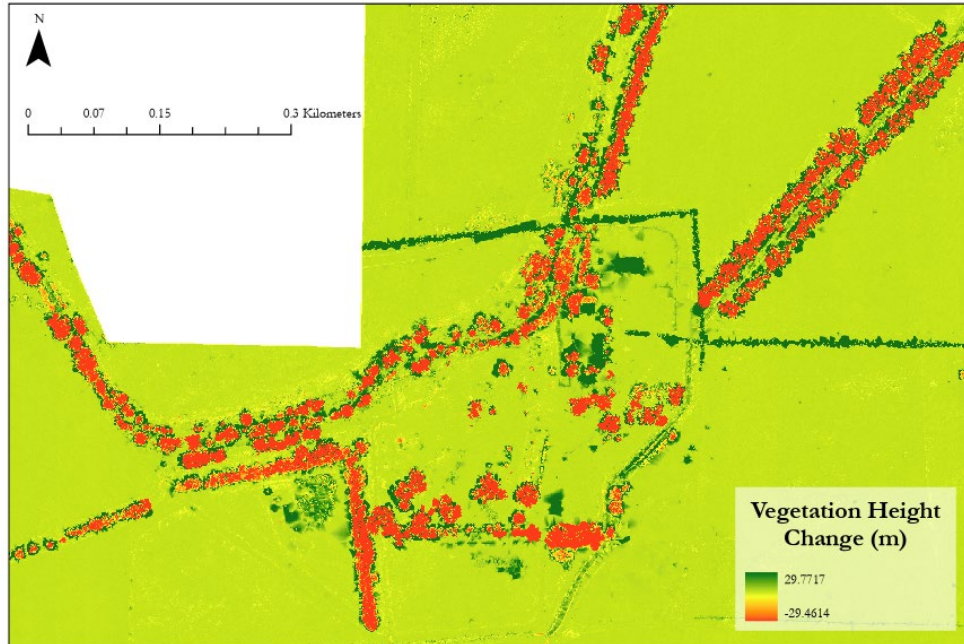 N
0 0.07 0.15 0.3 Kilometers
Vegetation Height
Change (m)
29.7717
-29.4614